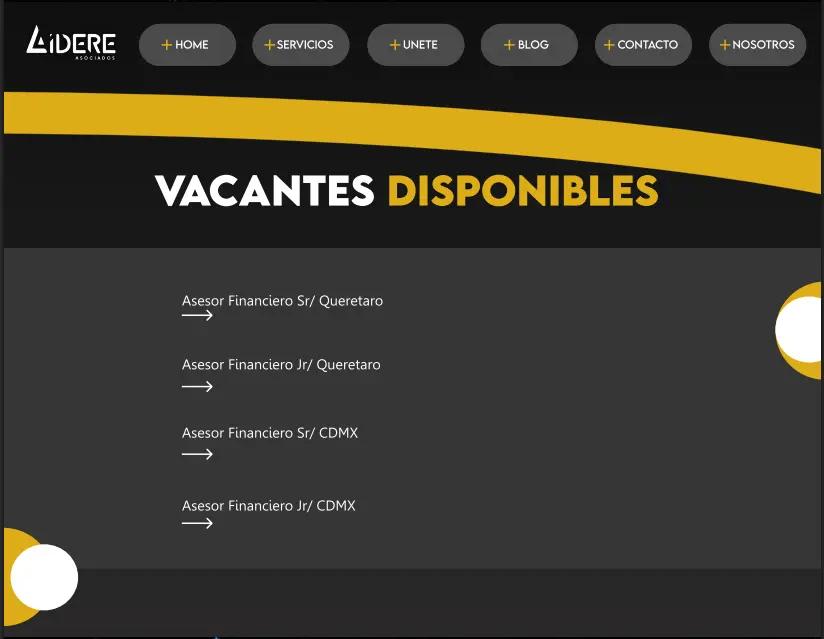 LIDERE
ASOCIADOS
+ HOME
+ SERVICIOS
+ UNETE
+ BLOG
+ CONTACTO
+ NOSOTROS
VACANTES DISPONIBLES
Asesor Financiero Sr/ Queretaro
Asesor Financiero Jr/ Queretaro
Asesor Financiero Sr/ CDMX
Asesor Financiero Jr/ CDMX